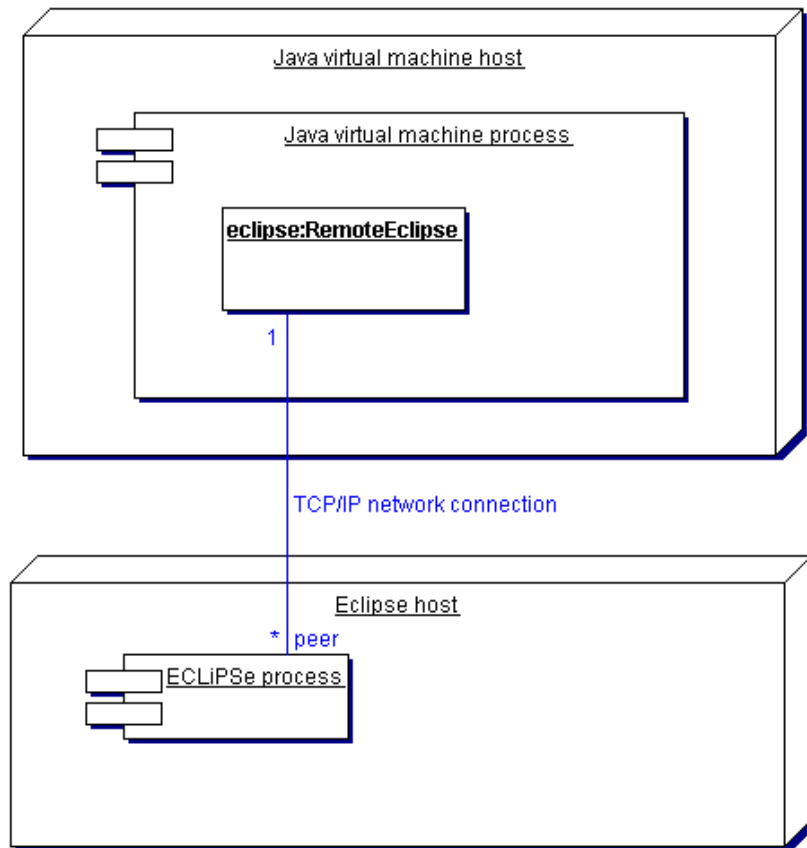 Java virtual machine host
Java virtual machine process
eclipse:RemoteEclipse
1
TCP/IP network connection
Eclipse host
* peer
ECLiPSe process